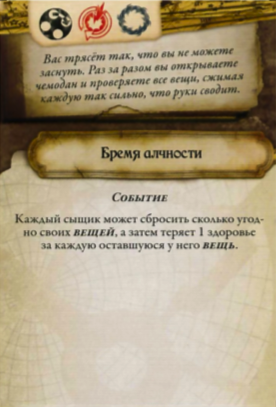 Вас трясёт так, что вы не можете
заснуть. Раз за разом вы открываете
чемодан и проверяете все вещи, сжимая
каждую так сильно, что руки сводит.
Бремя алчности
Событие
Каждый сыщик может сбросить сколько угод-
но своих ВЕЩЕЙ, а затем теряет 1 здоровье
за каждую оставшуюся у него ВЕЩЬ.